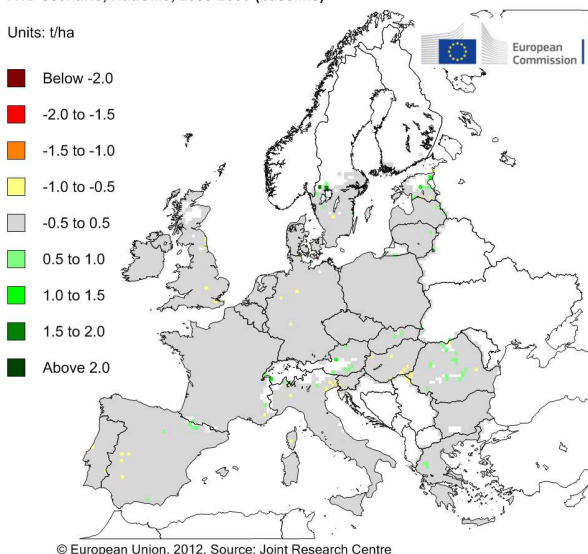 Units: t/ha
European
Commission
Below -2.0
-2.0 to -1.5
-1.5 to -1.0
-1.0 to -0.5
-0.5 to 0.5
0.5 to 1.0
1.0 to 1.5
1.5 to 2.0
Above 2.0
© European Union, 2012. Source: Joint Research Centre